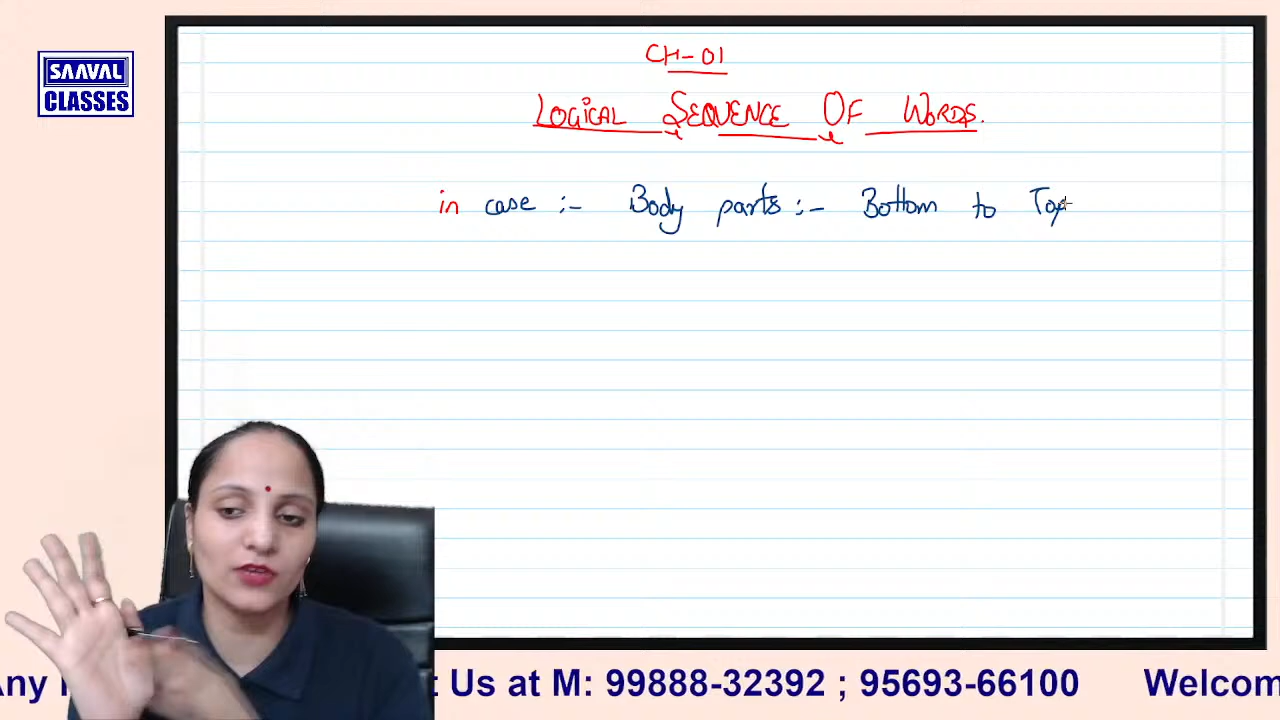 SAAVAL
CLASSES
CH-01
LOGICAL SEQUENCE OF WORDS.
in case :- Body parts :- Bottom to Top
Us at M: 99888-32392 ; 95693-66100 Welcom